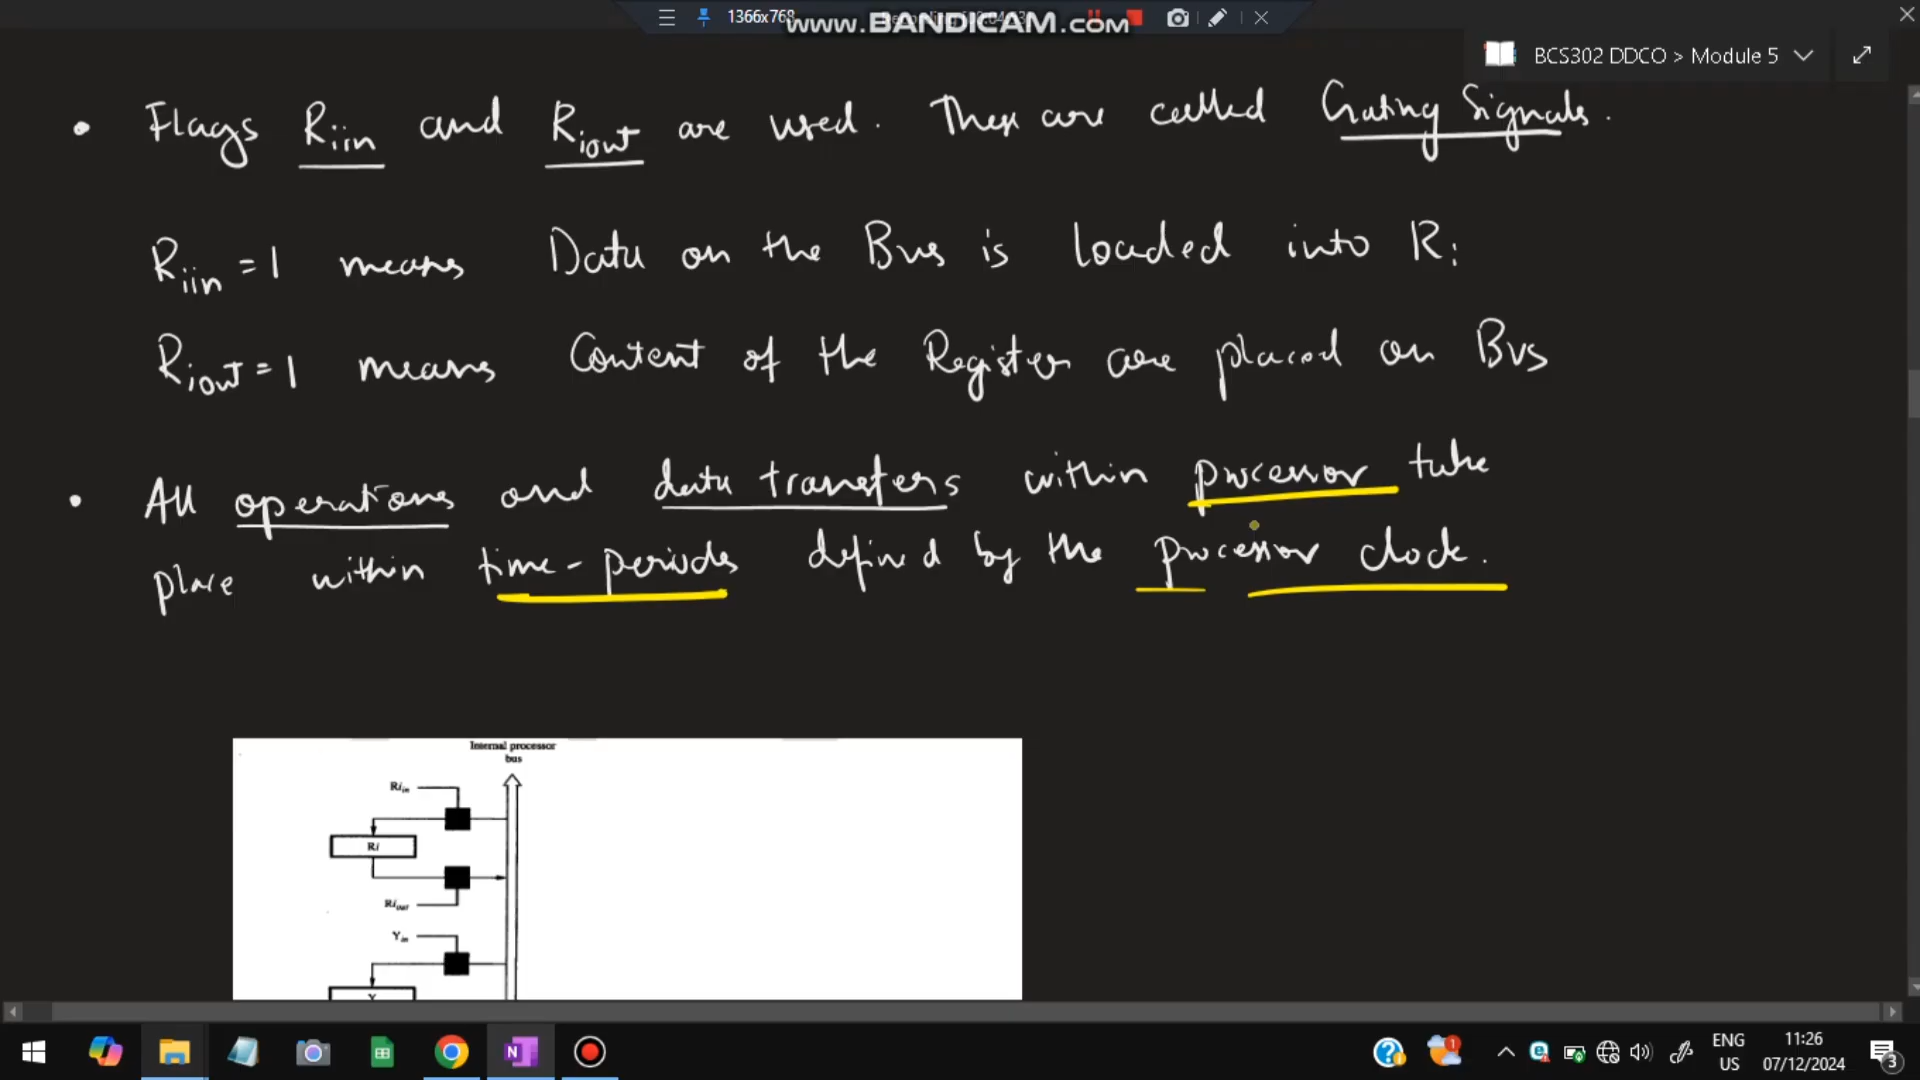 1366x768
www.BANDICAM.com
BCS302 DDCO > Module 5
• Flags Riin and Riout are used. These are called Gating Signals.
Riin = 1 means Data on the Bus is loaded into Ri
Riout = 1 means Content of the Register are placed on Bus
• All operations and data transfers within processor take
place within time-periods defined by the processor clock.
Internal processor
bus
Riin
Ri
Riout
Yin
Y
ENG
US
11:26
07/12/2024
3